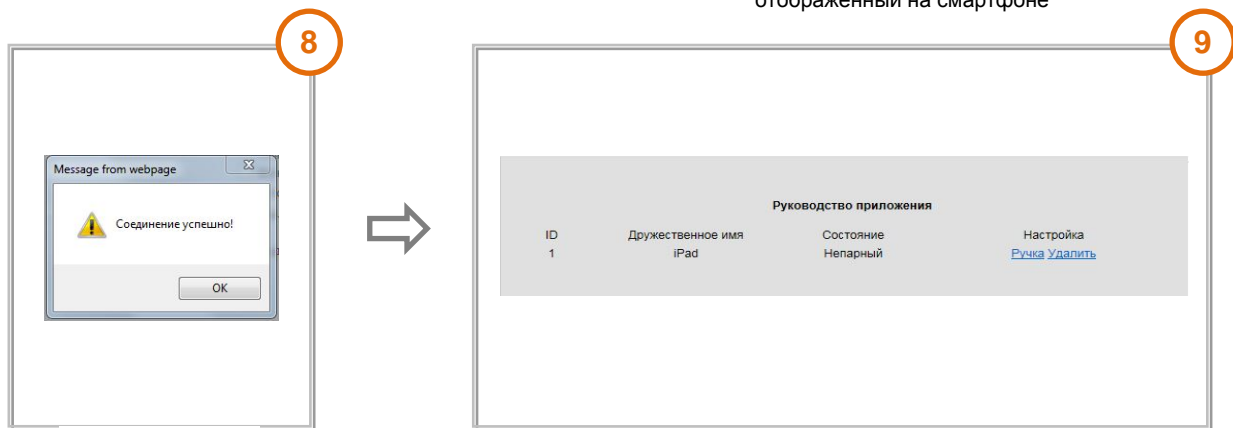 отображенный на смартфоне
8
9
Message from webpage
Соединение успешно!
OK
Руководство приложения
ID Дружественное имя Состояние Настройка
1 iPad Непарный Ручка Удалить